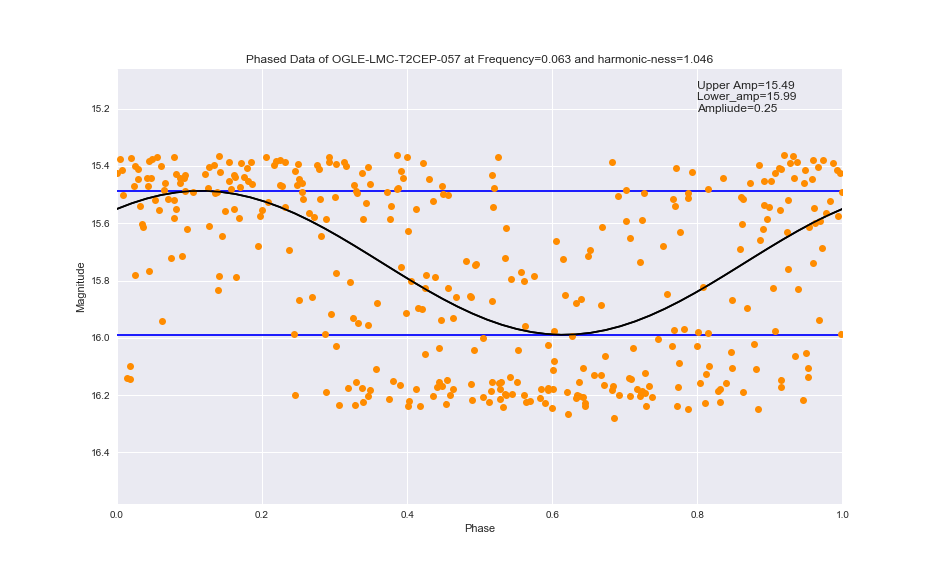 Phased Data of OGLE-LMC-T2CEP-057 at Frequency=0.063 and harmonic-ness=1.046
Upper Amp=15.49
Lower_amp=15.99
Ampliude=0.25
Magnitude
15.2
15.4
15.6
15.8
16.0
16.2
16.4
0.0 0.2 0.4 0.6 0.8 1.0
Phase